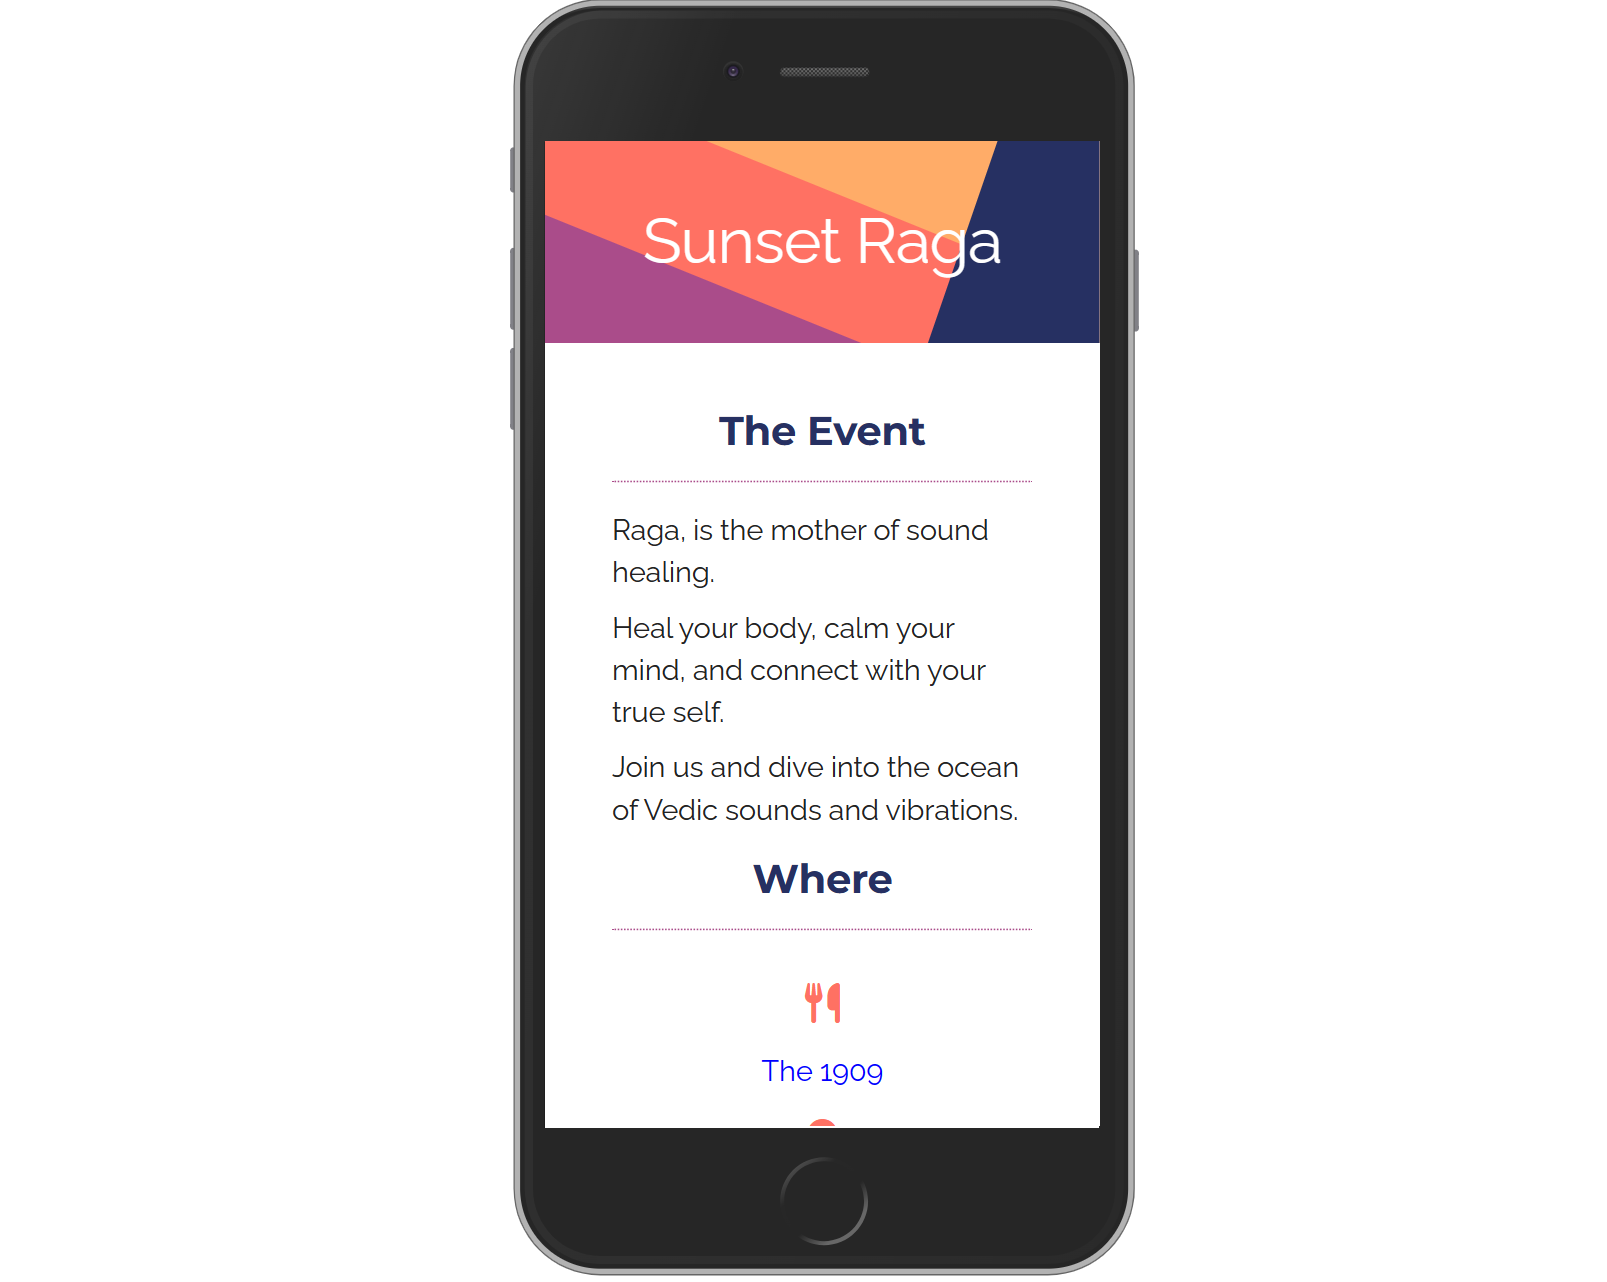 Sunset Raga
The Event
Raga, is the mother of sound
healing.
Heal your body, calm your
mind, and connect with your
true self.
Join us and dive into the ocean
of Vedic sounds and vibrations.
Where
The 1909